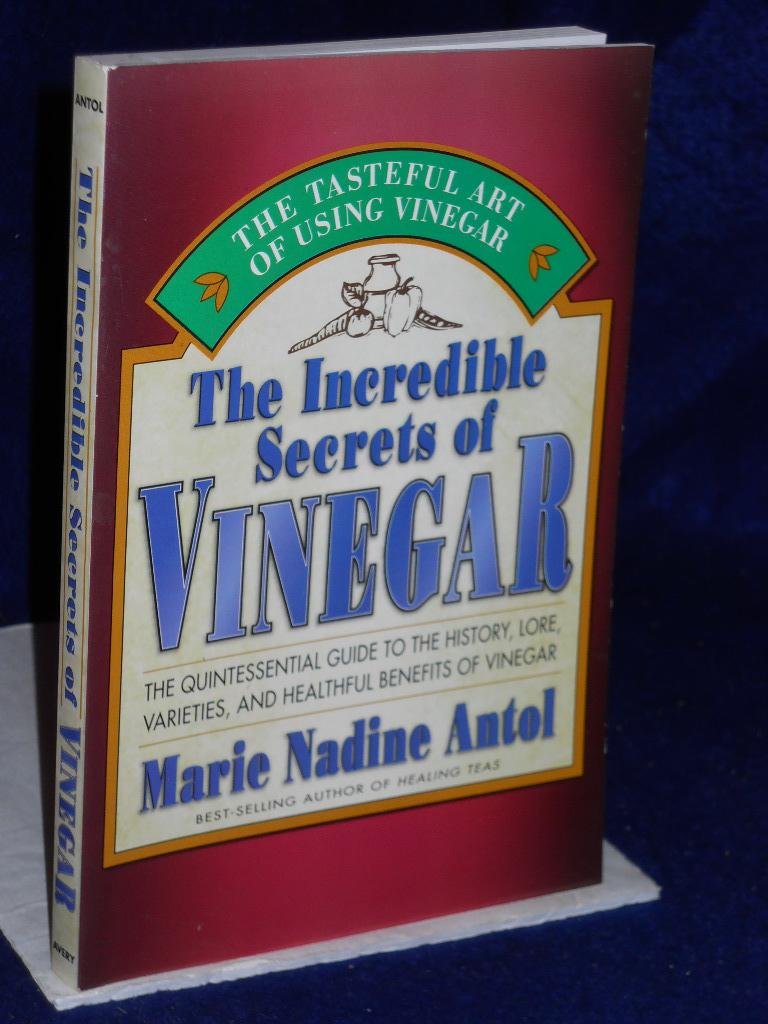 ANTOL
The Incredible Secrets of VINEGAR
AVERY
THE TASTEFUL ART
OF USING VINEGAR
The Incredible
Secrets of
VINEGAR
THE QUINTESSENTIAL GUIDE TO THE HISTORY, LORE,
VARIETIES, AND HEALTHFUL BENEFITS OF VINEGAR
Marie Nadine Antol
BEST-SELLING AUTHOR OF HEALING TEAS